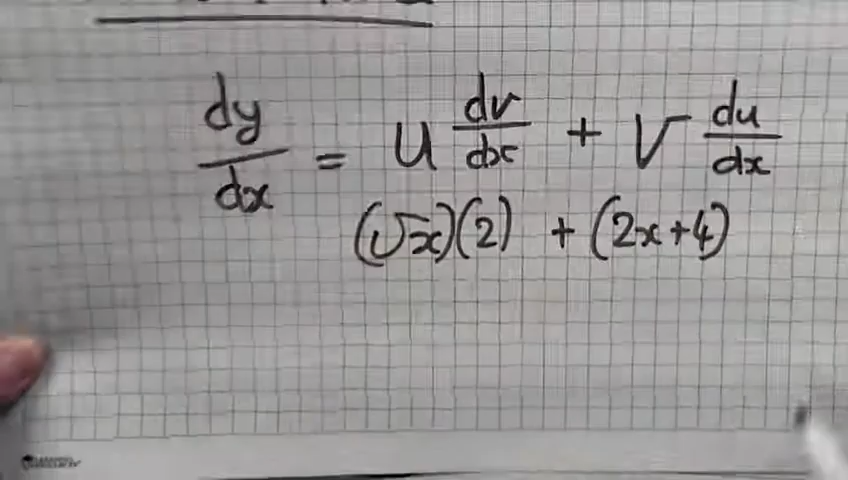 dy/dx = u dv/dx + v du/dx
(√x)(2) + (2x+4)